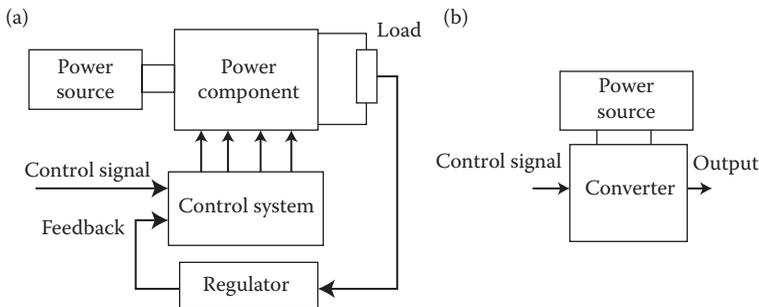 (a)
Power
source
Power
component
Load
Control signal
Control system
Feedback
Regulator
(b)
Power
source
Control signal
Converter
Output